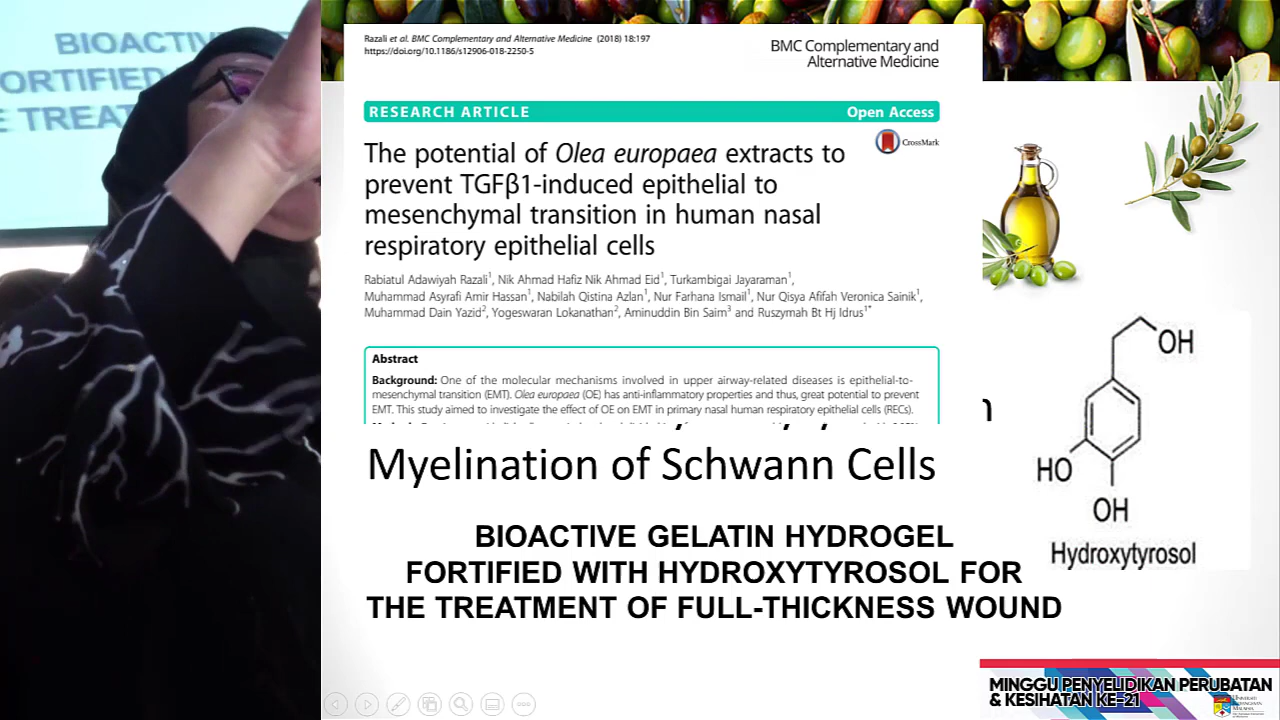 BIOACTIVE
FORTIFIED
THE TREAT
Razali et al. BMC Complementary and Alternative Medicine (2018) 18:197
https://doi.org/10.1186/s12906-018-2250-5
BMC Complementary and
Alternative Medicine
RESEARCH ARTICLE
Open Access
CrossMark
The potential of Olea europaea extracts to
prevent TGFβ1-induced epithelial to
mesenchymal transition in human nasal
respiratory epithelial cells
Rabiatul Adawiyah Razali1, Nik Ahmad Hafiz Nik Ahmad Eid1, Turkambigai Jayaraman1,
Muhammad Asyrafi Amir Hassan1, Nabilah Qistina Azlan1, Nur Farhana Ismail1, Nur Qisya Afifah Veronica Sainik1,
Muhammad Dain Yazid2, Yogeswaran Lokanathan2, Aminuddin Bin Saim3 and Ruszymah Bt Hj Idrus1*
Abstract
Background: One of the molecular mechanisms involved in upper airway-related diseases is epithelial-to-
mesenchymal transition (EMT). Olea europaea (OE) has anti-inflammatory properties and thus, great potential to prevent
EMT. This study aimed to investigate the effect of OE on EMT in primary nasal human respiratory epithelial cells (RECs).
n
Myelination of Schwann Cells
BIOACTIVE GELATIN HYDROGEL
FORTIFIED WITH HYDROXYTYROSOL FOR
THE TREATMENT OF FULL-THICKNESS WOUND
OH
HO
OH
Hydroxytyrosol
MINGGU PENYELIDIKAN PERUBATAN
& KESIHATAN KE-21